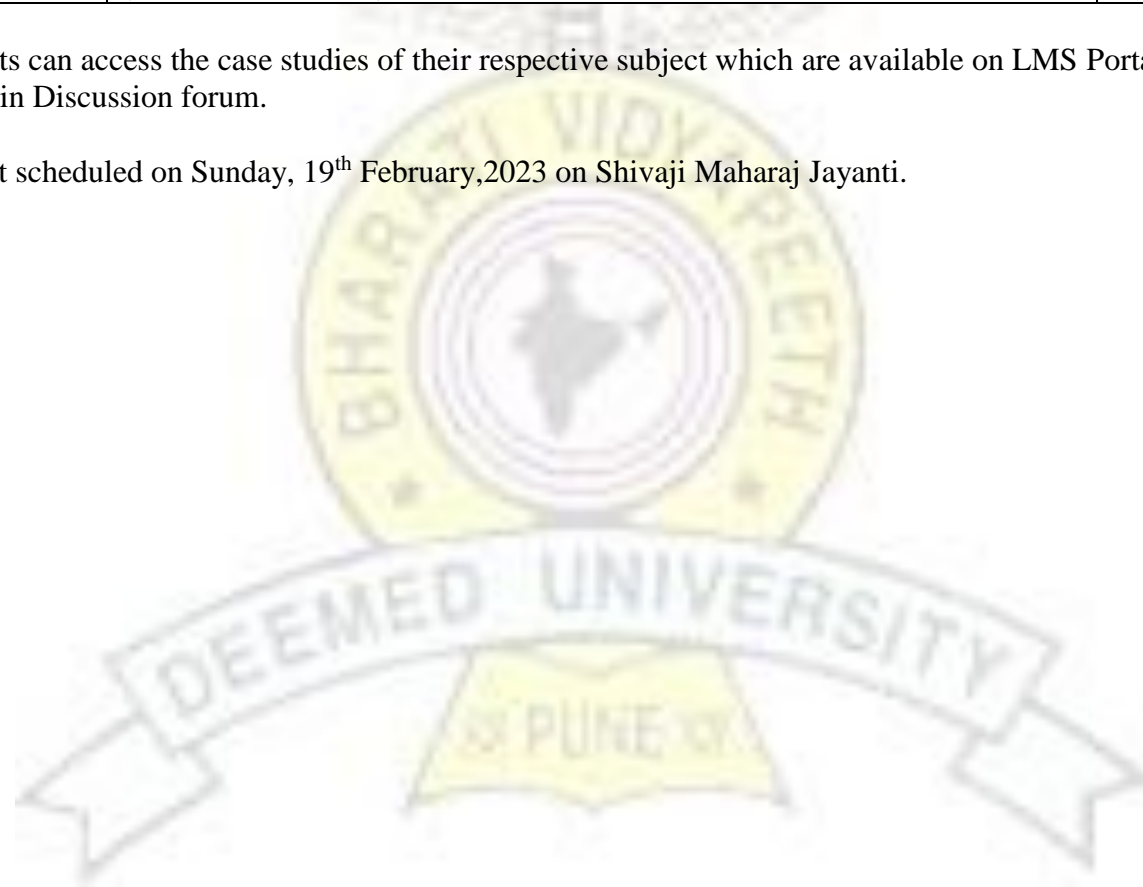 ts can access the case studies of their respective subject which are available on LMS Porta
in Discussion forum.
t scheduled on Sunday, 19th February,2023 on Shivaji Maharaj Jayanti.
BHARATI VIDYAPEETH
DEEMED UNIVERSITY
PUNE